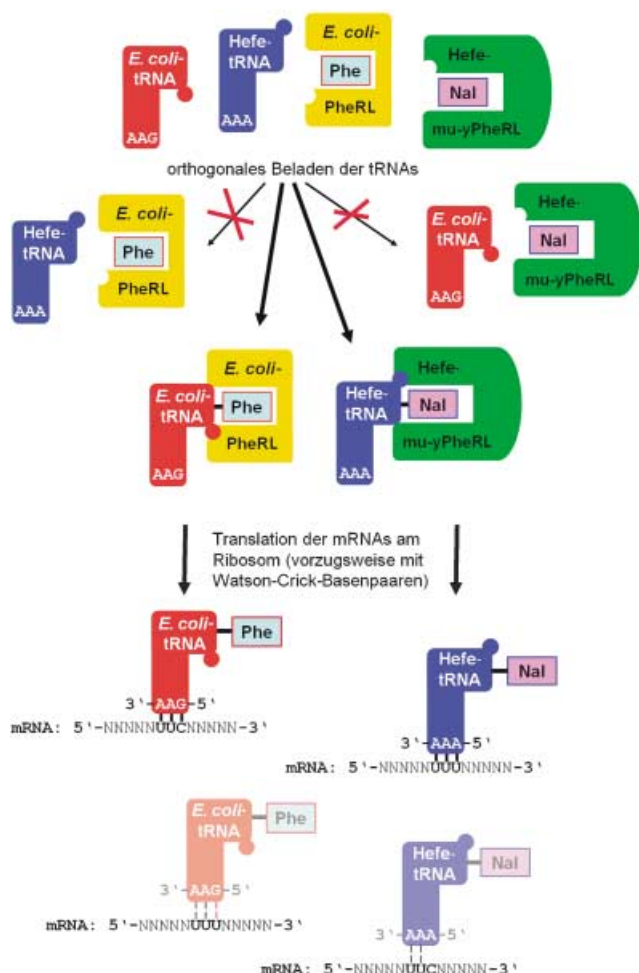 E. coli-
tRNA
AAG
Hefe-
tRNA
AAA
E. coli-
Phe
PheRL
Hefe-
Nal
mu-yPheRL
orthogonales Beladen der tRNAs
Hefe-
tRNA
AAA
E. coli-
Phe
PheRL
E. coli-
tRNA
AAG
Hefe-
Nal
mu-yPheRL
E. coli-
tRNA
AAG
E. coli-
Phe
PheRL
Hefe-
tRNA
AAA
Hefe-
Nal
mu-yPheRL
Translation der mRNAs am
Ribosom (vorzugsweise mit
Watson-Crick-Basenpaaren)
E. coli-
tRNA
Phe
3'-AAG-5'
mRNA: 5'-NNNNNUUCNNNNN-3'
Hefe-
tRNA
Nal
3'-AAA-5'
mRNA: 5'-NNNNNUUUNNNNN-3'
E. coli-
tRNA
Phe
3'-AAG-5'
mRNA: 5'-NNNNNUUUNNNNN-3'
Hefe-
tRNA
Nal
3'-AAA-5'
mRNA: 5'-NNNNNUUCNNNNN-3'